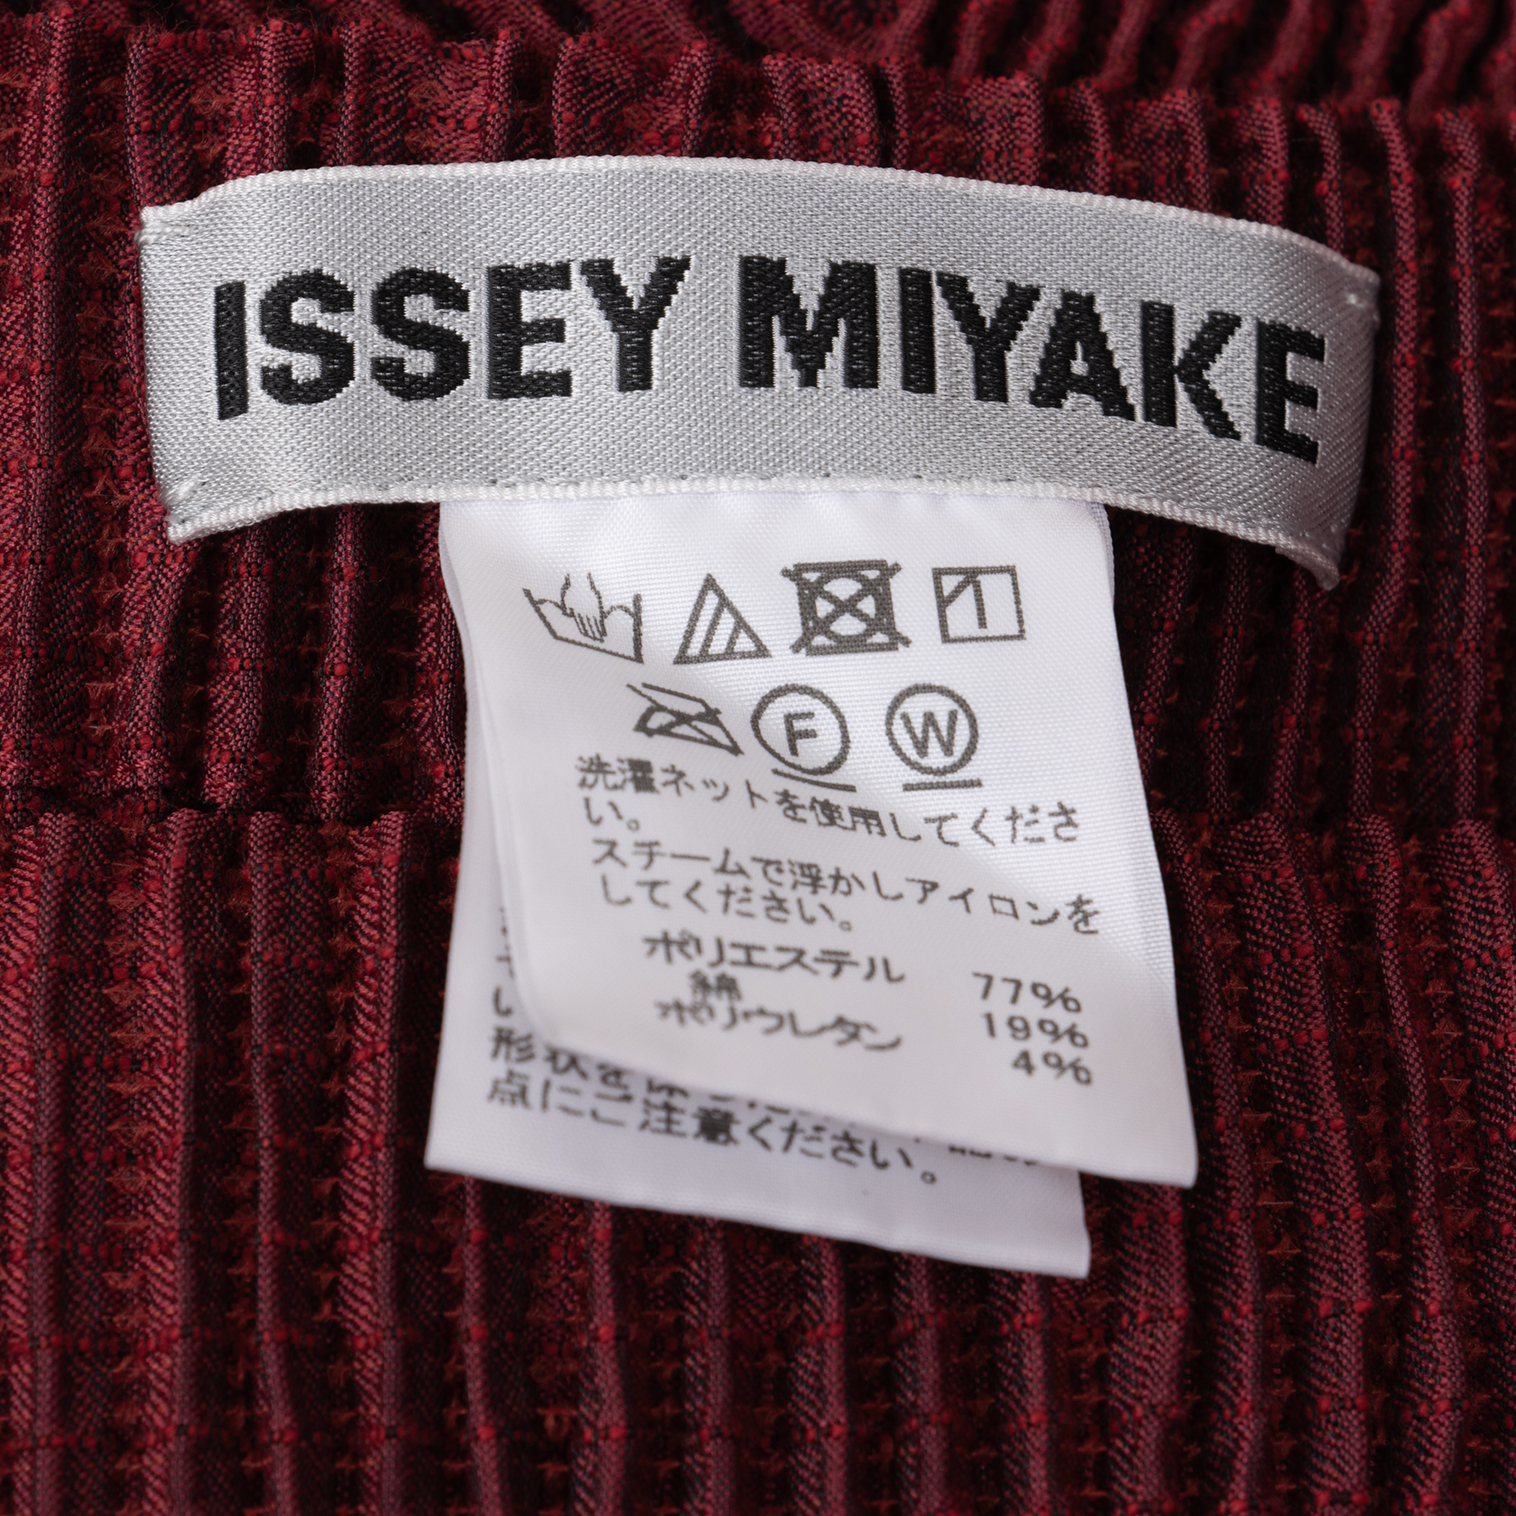 ISSEY MIYAKE
F W
洗濯ネットを使用してくださ
い。
スチームで浮かしアイロンを
してください。
ポリエステル 77%
綿 19%
ポリウレタン 4%
形状を
点にご注意ください。